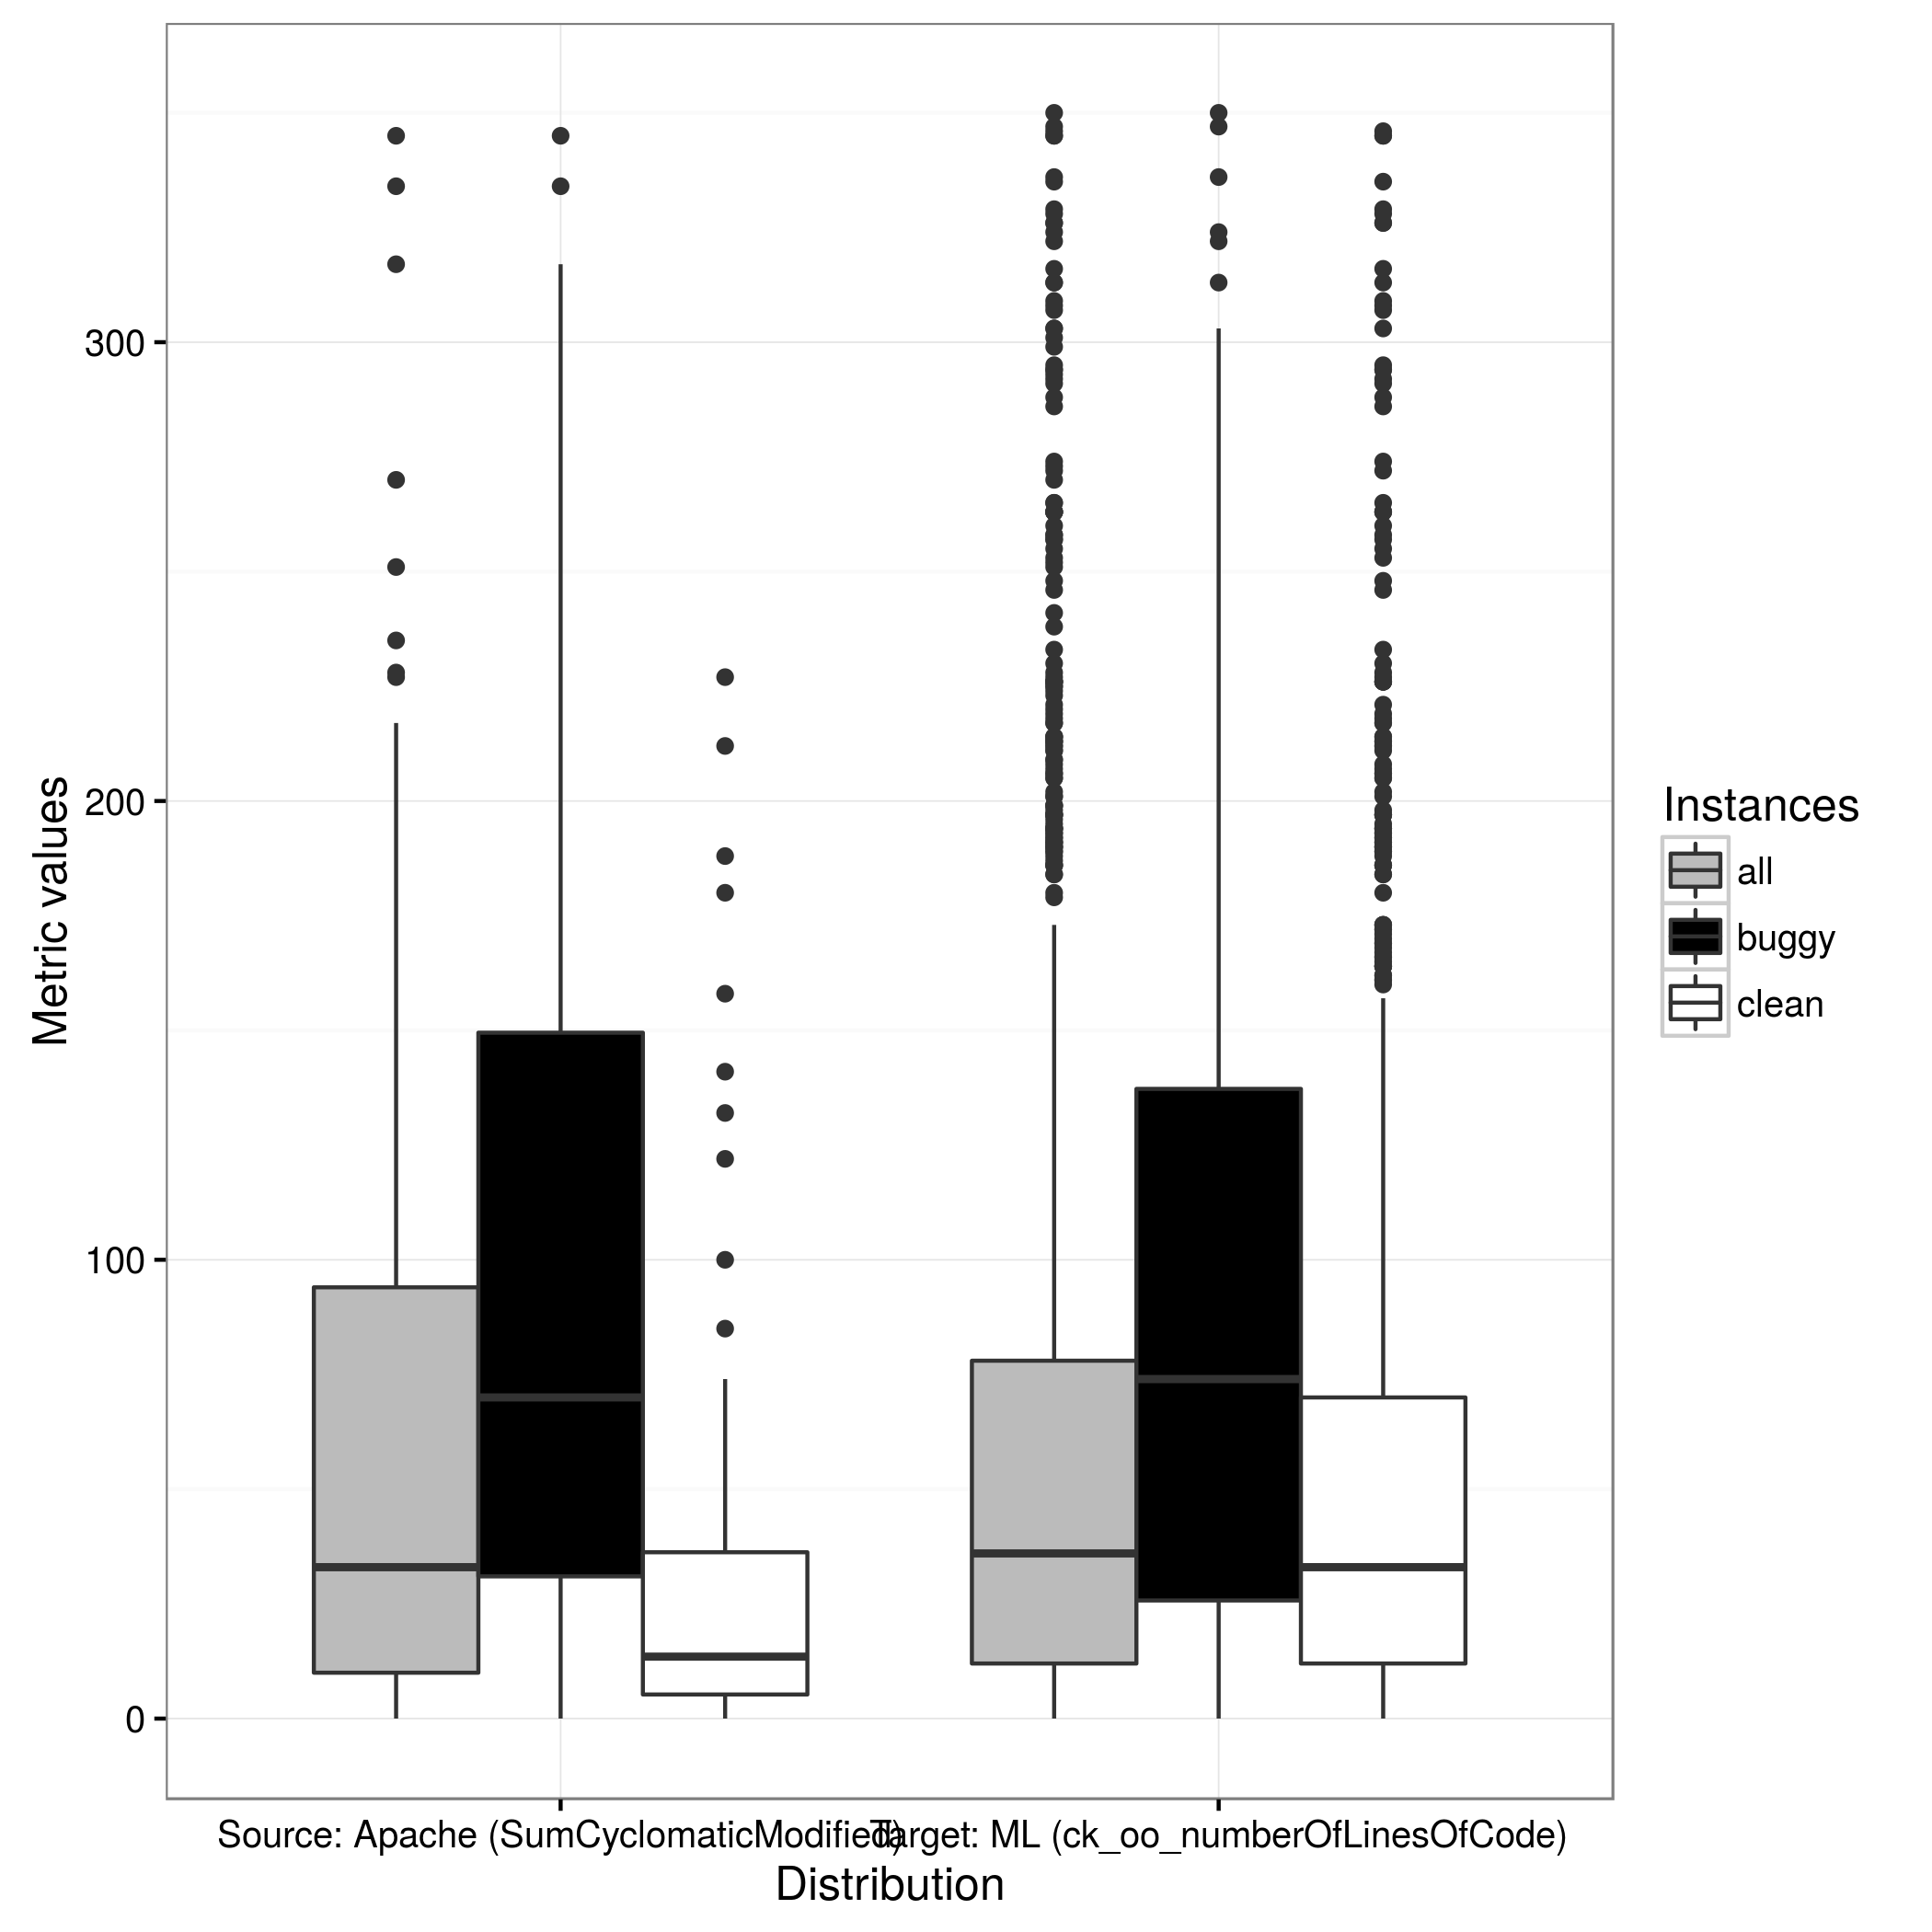 Metric values
300
200
100
0
Source: Apache (SumCyclomaticModified)
Target: ML (ck_oo_numberOfLinesOfCode)
Distribution
Instances
all
buggy
clean